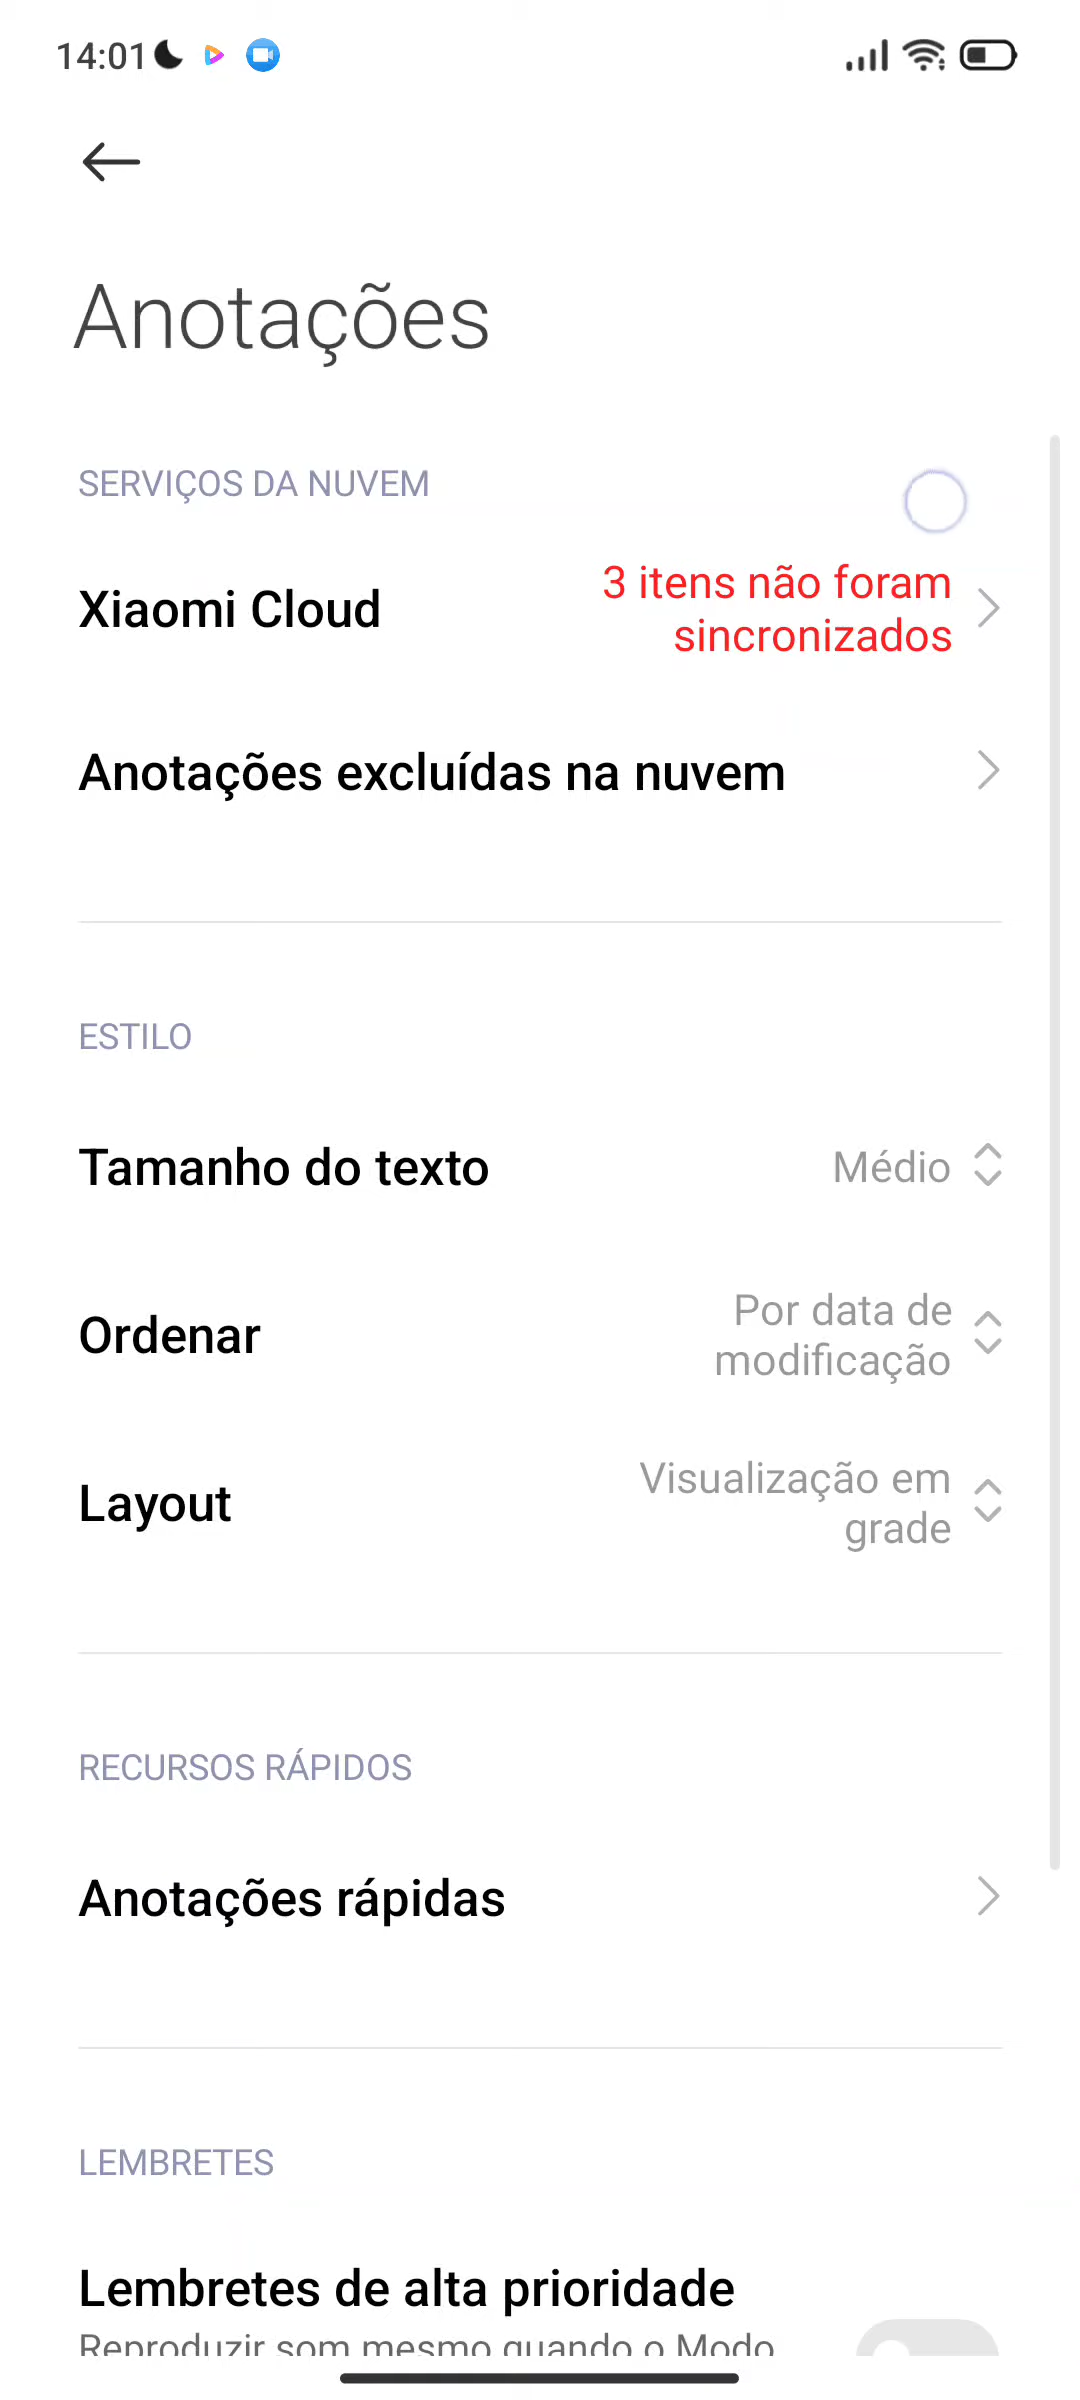 14:01
Anotações
SERVIÇOS DA NUVEM
Xiaomi Cloud
3 itens não foram
sincronizados
Anotações excluídas na nuvem
ESTILO
Tamanho do texto
Médio
Ordenar
Por data de
modificação
Layout
Visualização em
grade
RECURSOS RÁPIDOS
Anotações rápidas
LEMBRETES
Lembretes de alta prioridade
Reproduzir som mesmo quando o Modo